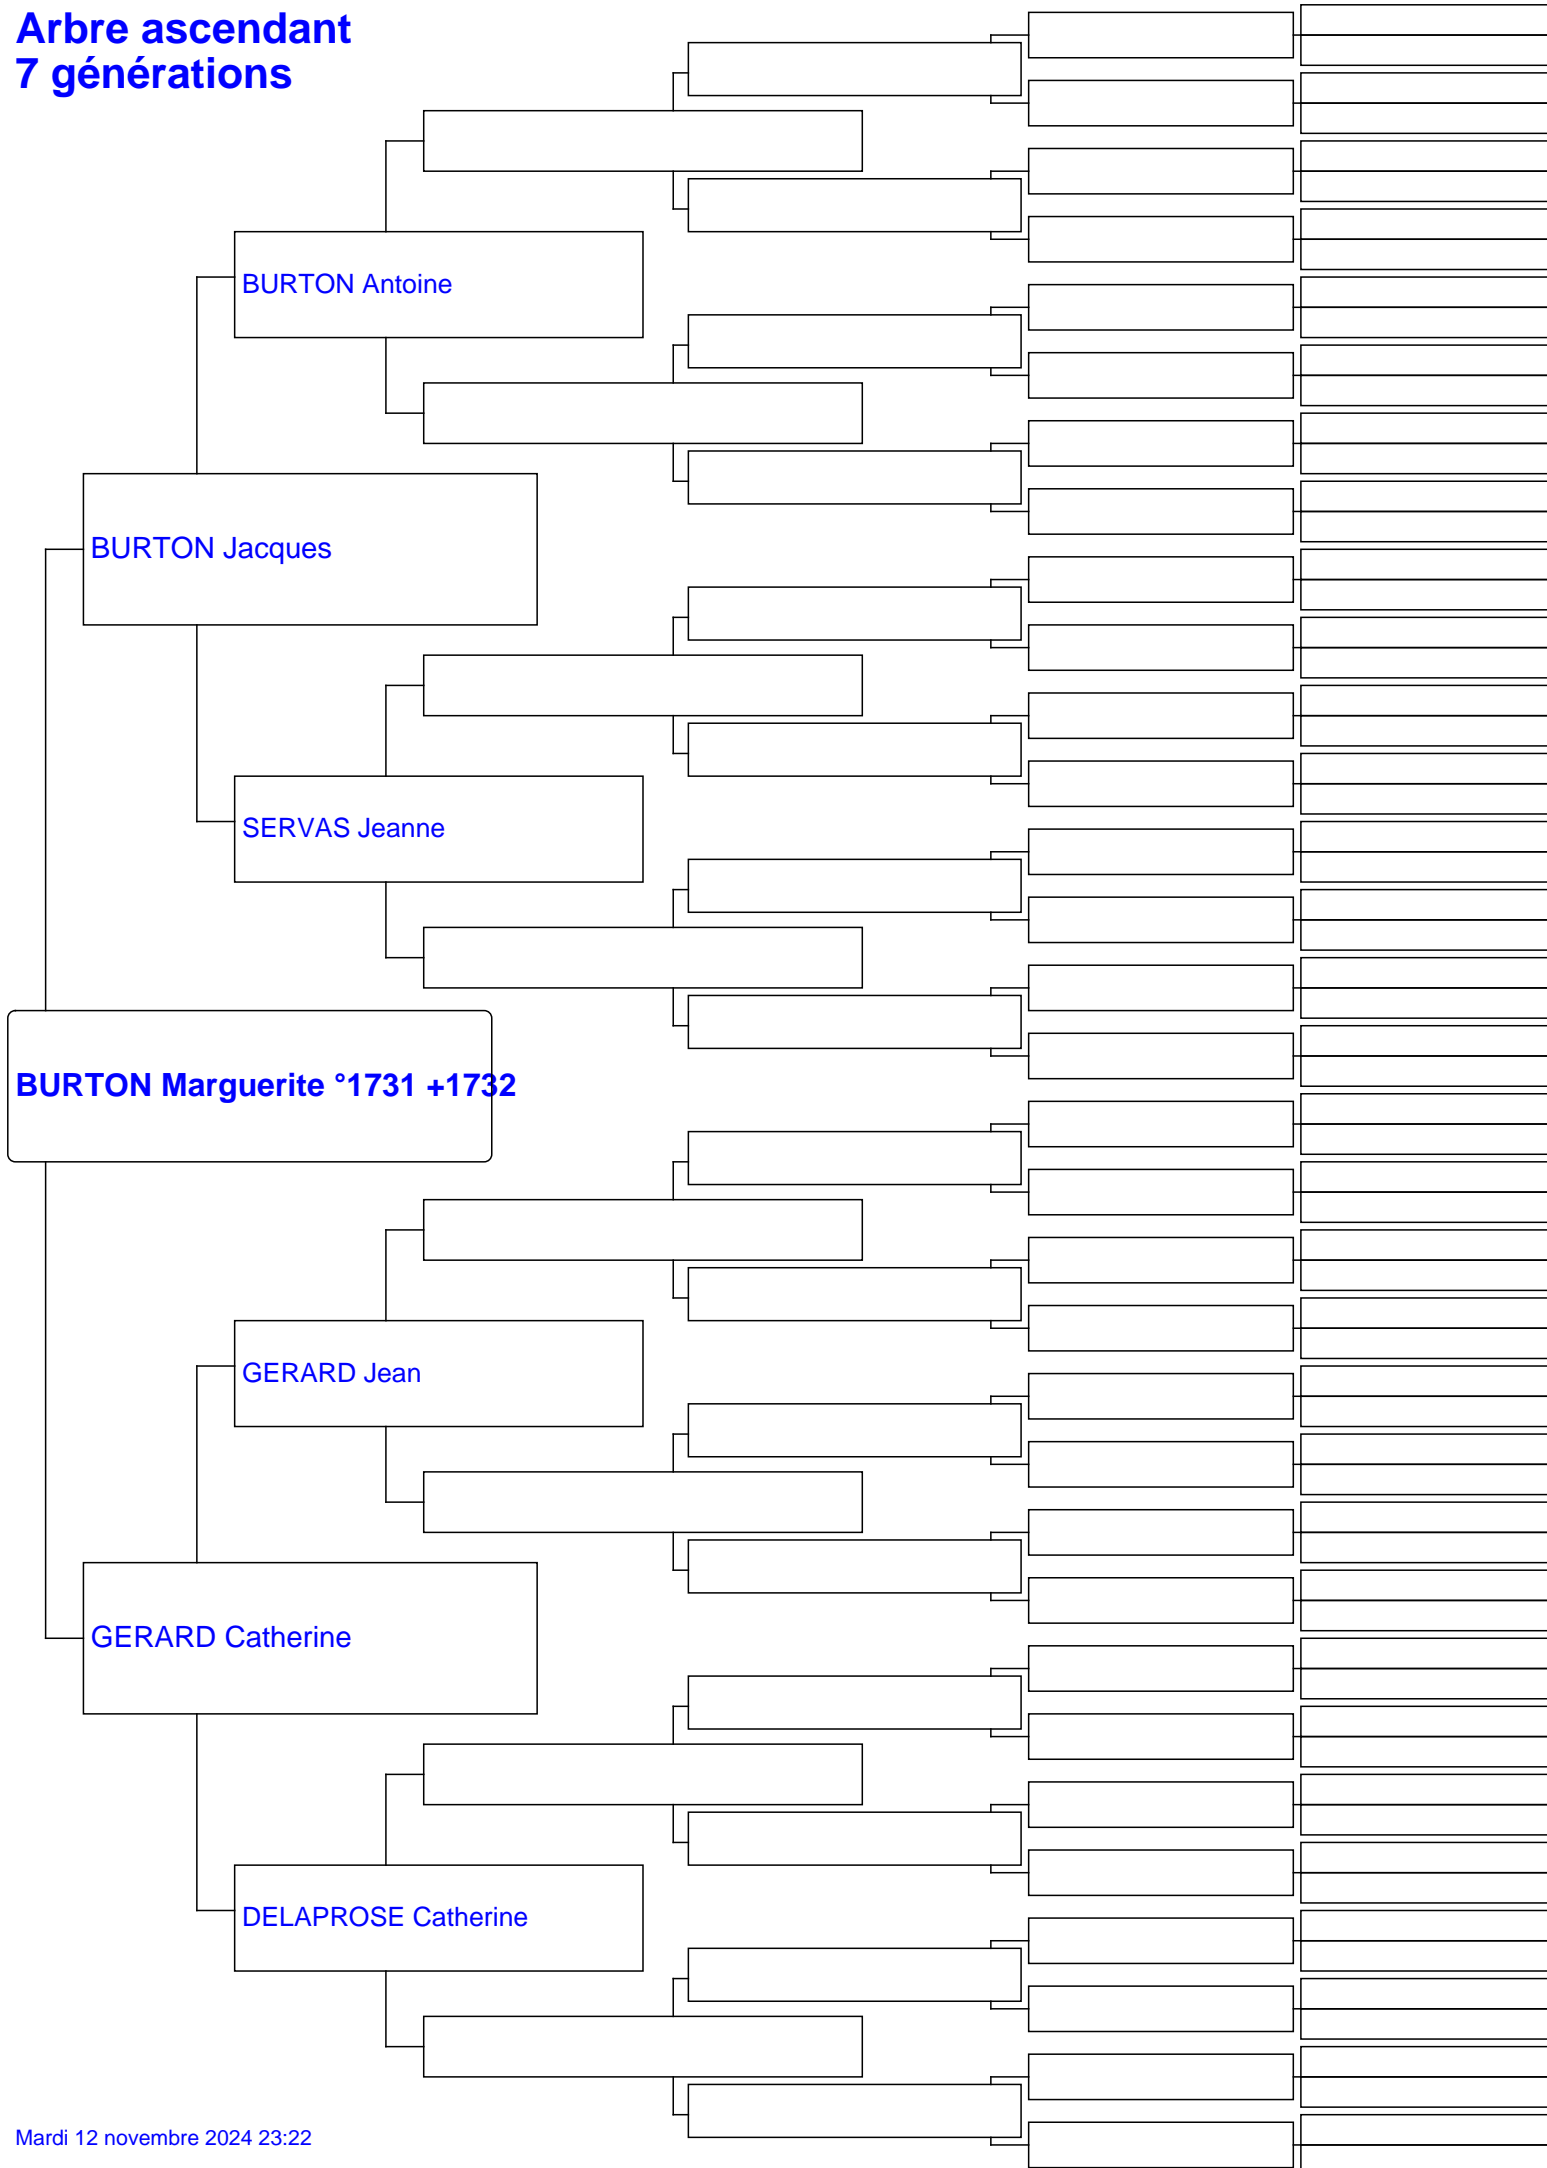 Arbre ascendant
7 générations
BURTON Antoine
BURTON Jacques
SERVAS Jeanne
BURTON Marguerite °1731 +1732
GERARD Jean
GERARD Catherine
DELAPROSE Catherine
Mardi 12 novembre 2024 23:22